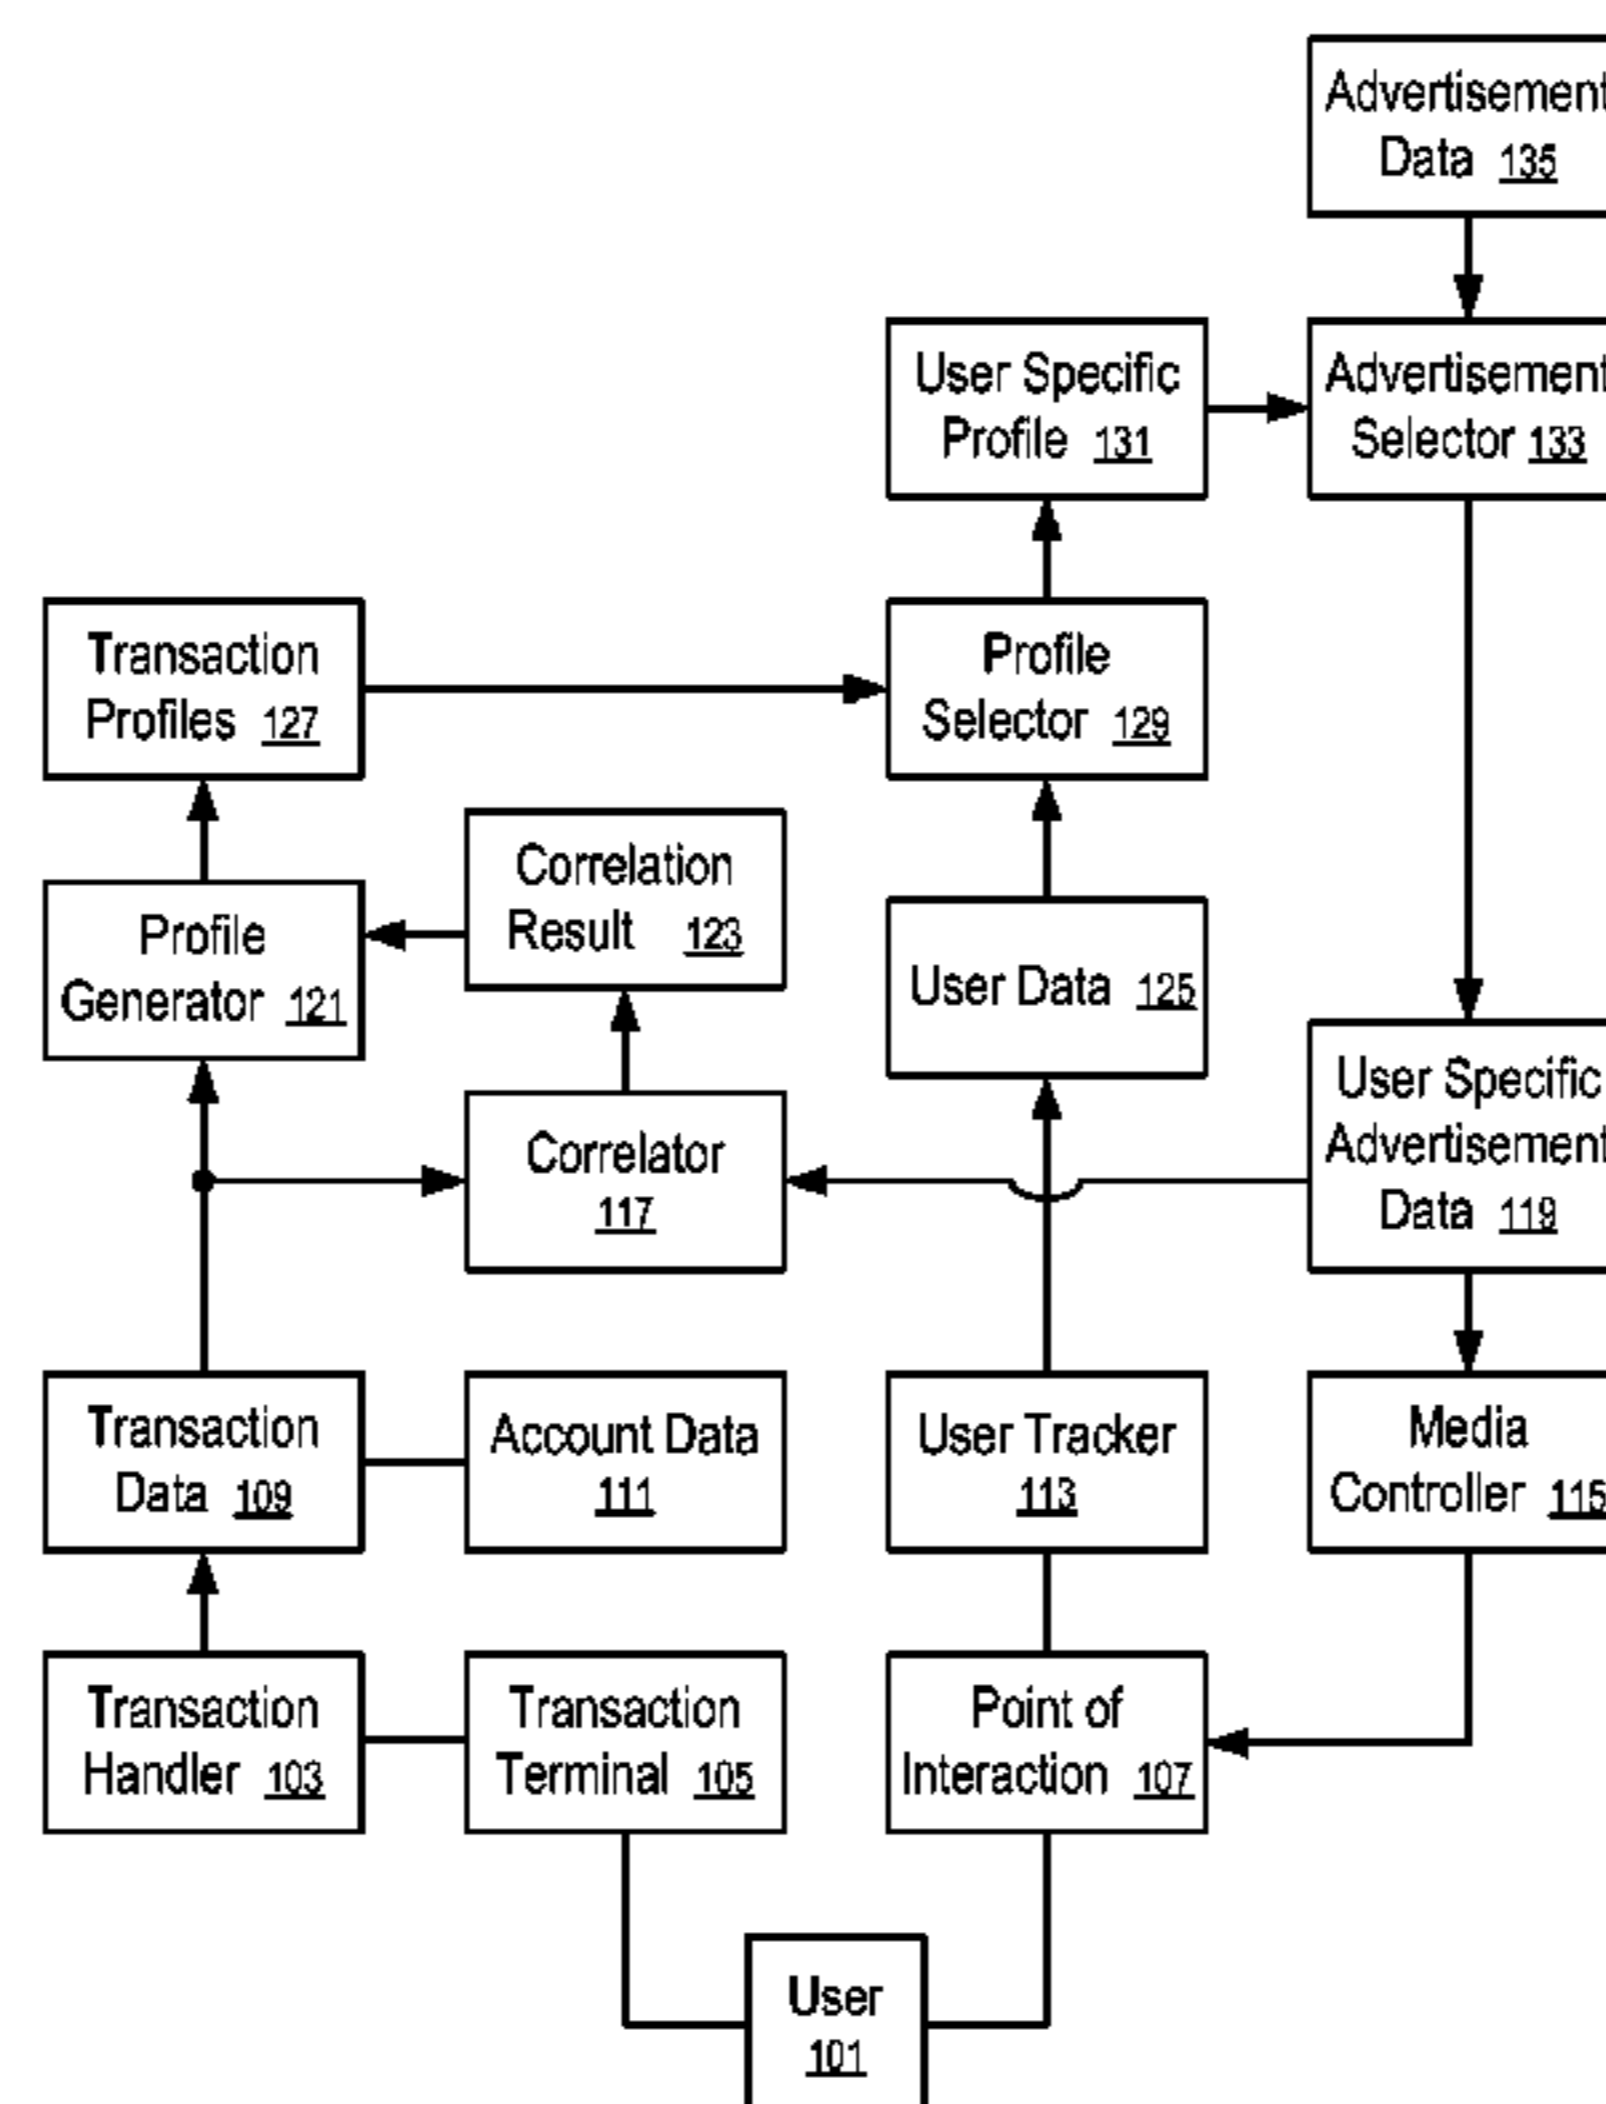 Advertisement
Data 135
User Specific
Profile 131
Advertisement
Selector 133
Transaction
Profiles 127
Profile
Selector 129
Correlation
Result 123
Profile
Generator 121
User Data 125
User Specific
Advertisement
Data 119
Correlator
117
Transaction
Data 109
Account Data
111
User Tracker
113
Media
Controller 115
Transaction
Handler 103
Transaction
Terminal 105
Point of
Interaction 107
User
101